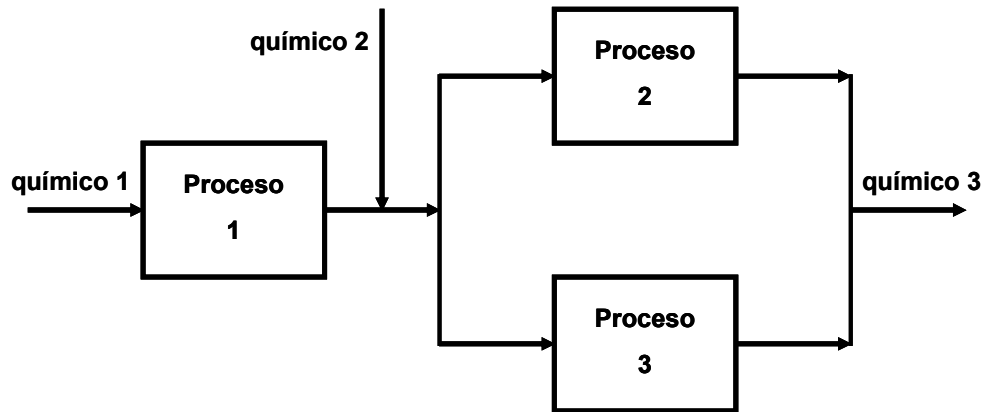 químico 2
Proceso
2
químico 1
Proceso
1
químico 3
Proceso
3